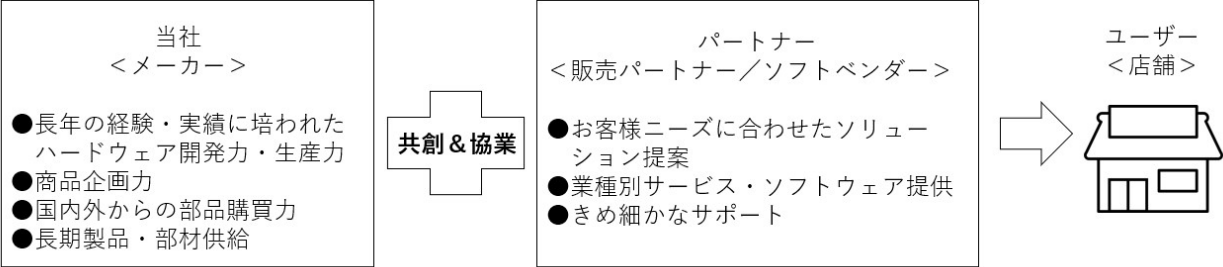 当社
＜メーカー＞
●長年の経験・実績に培われた
ハードウェア開発力・生産力
●商品企画力
●国内外からの部品購買力
●長期製品・部材供給
共創＆協業
パートナー
＜販売パートナー／ソフトベンダー＞
●お客様ニーズに合わせたソリュー
ション提案
●業種別サービス・ソフトウェア提供
●きめ細かなサポート
ユーザー
＜店舗＞